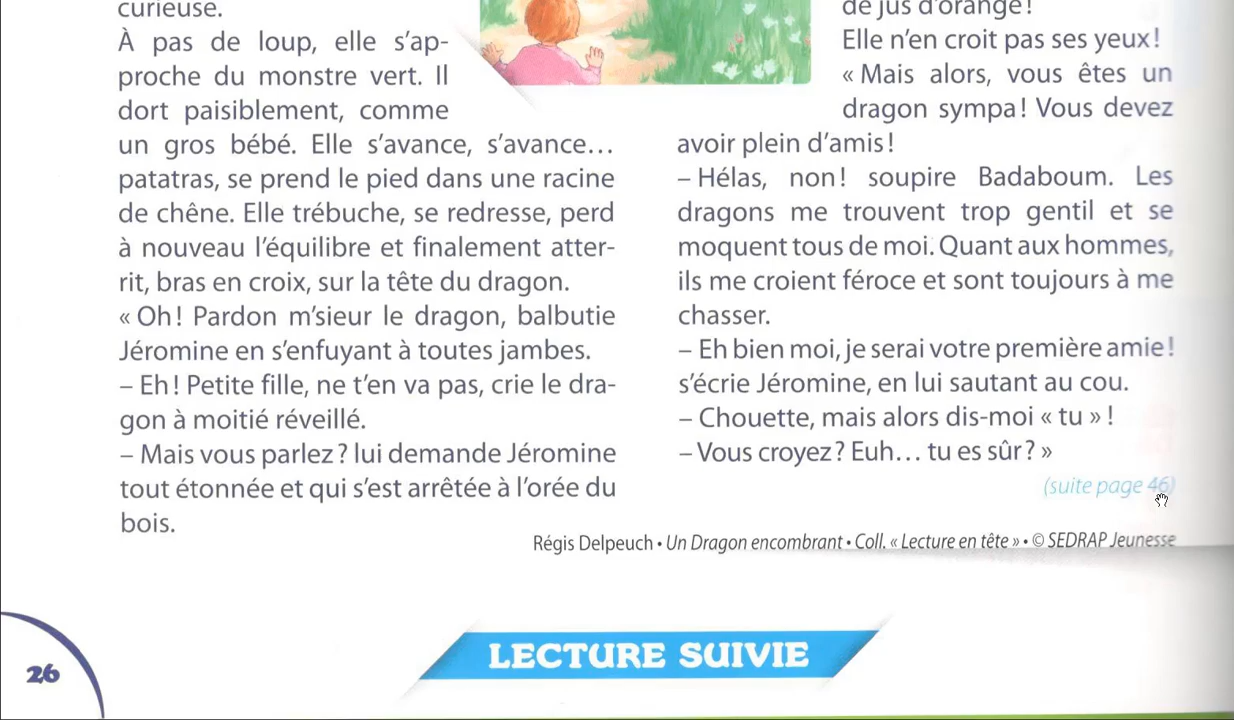 curieuse.
À pas de loup, elle s'ap-
proche du monstre vert. Il
dort paisiblement, comme
un gros bébé. Elle s'avance, s'avance…
patatras, se prend le pied dans une racine
de chêne. Elle trébuche, se redresse, perd
à nouveau l'équilibre et finalement atter-
rit, bras en croix, sur la tête du dragon.
« Oh! Pardon m'sieur le dragon, balbutie
Jéromine en s'enfuyant à toutes jambes.
– Eh! Petite fille, ne t'en va pas, crie le dra-
gon à moitié réveillé.
– Mais vous parlez? lui demande Jéromine
tout étonnée et qui s'est arrêtée à l'orée du
bois.
de jus d'orange!
Elle n'en croit pas ses yeux!
« Mais alors, vous êtes un
dragon sympa! Vous devez
avoir plein d'amis!
– Hélas, non! soupire Badaboum. Les
dragons me trouvent trop gentil et se
moquent tous de moi. Quant aux hommes,
ils me croient féroce et sont toujours à me
chasser.
– Eh bien moi, je serai votre première amie!
s'écrie Jéromine, en lui sautant au cou.
– Chouette, mais alors dis-moi « tu » !
– Vous croyez? Euh… tu es sûr? »
(suite page 46)
Régis Delpeuch • Un Dragon encombrant • Coll. « Lecture en tête » • © SEDRAP Jeunesse
LECTURE SUIVIE
26